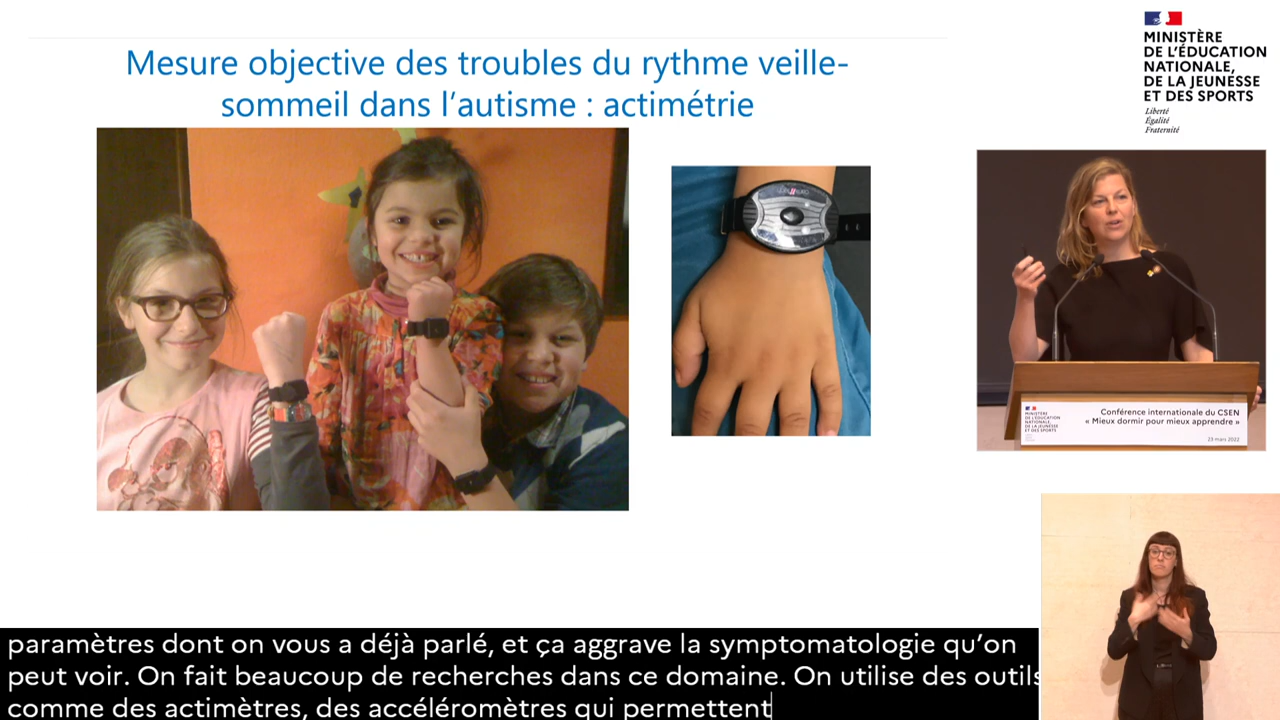 Mesure objective des troubles du rythme veille-
sommeil dans l'autisme : actimétrie
MINISTÈRE
DE L'ÉDUCATION
NATIONALE,
DE LA JEUNESSE
ET DES SPORTS
Liberté
Égalité
Fraternité
MINISTÈRE
DE L'ÉDUCATION
NATIONALE,
DE LA JEUNESSE
ET DES SPORTS
Conférence internationale du CSEN
« Mieux dormir pour mieux apprendre »
23 mars 2022
paramètres dont on vous a déjà parlé, et ça aggrave la symptomatologie qu'on
peut voir. On fait beaucoup de recherches dans ce domaine. On utilise des outils
comme des actimètres, des accéléromètres qui permettent